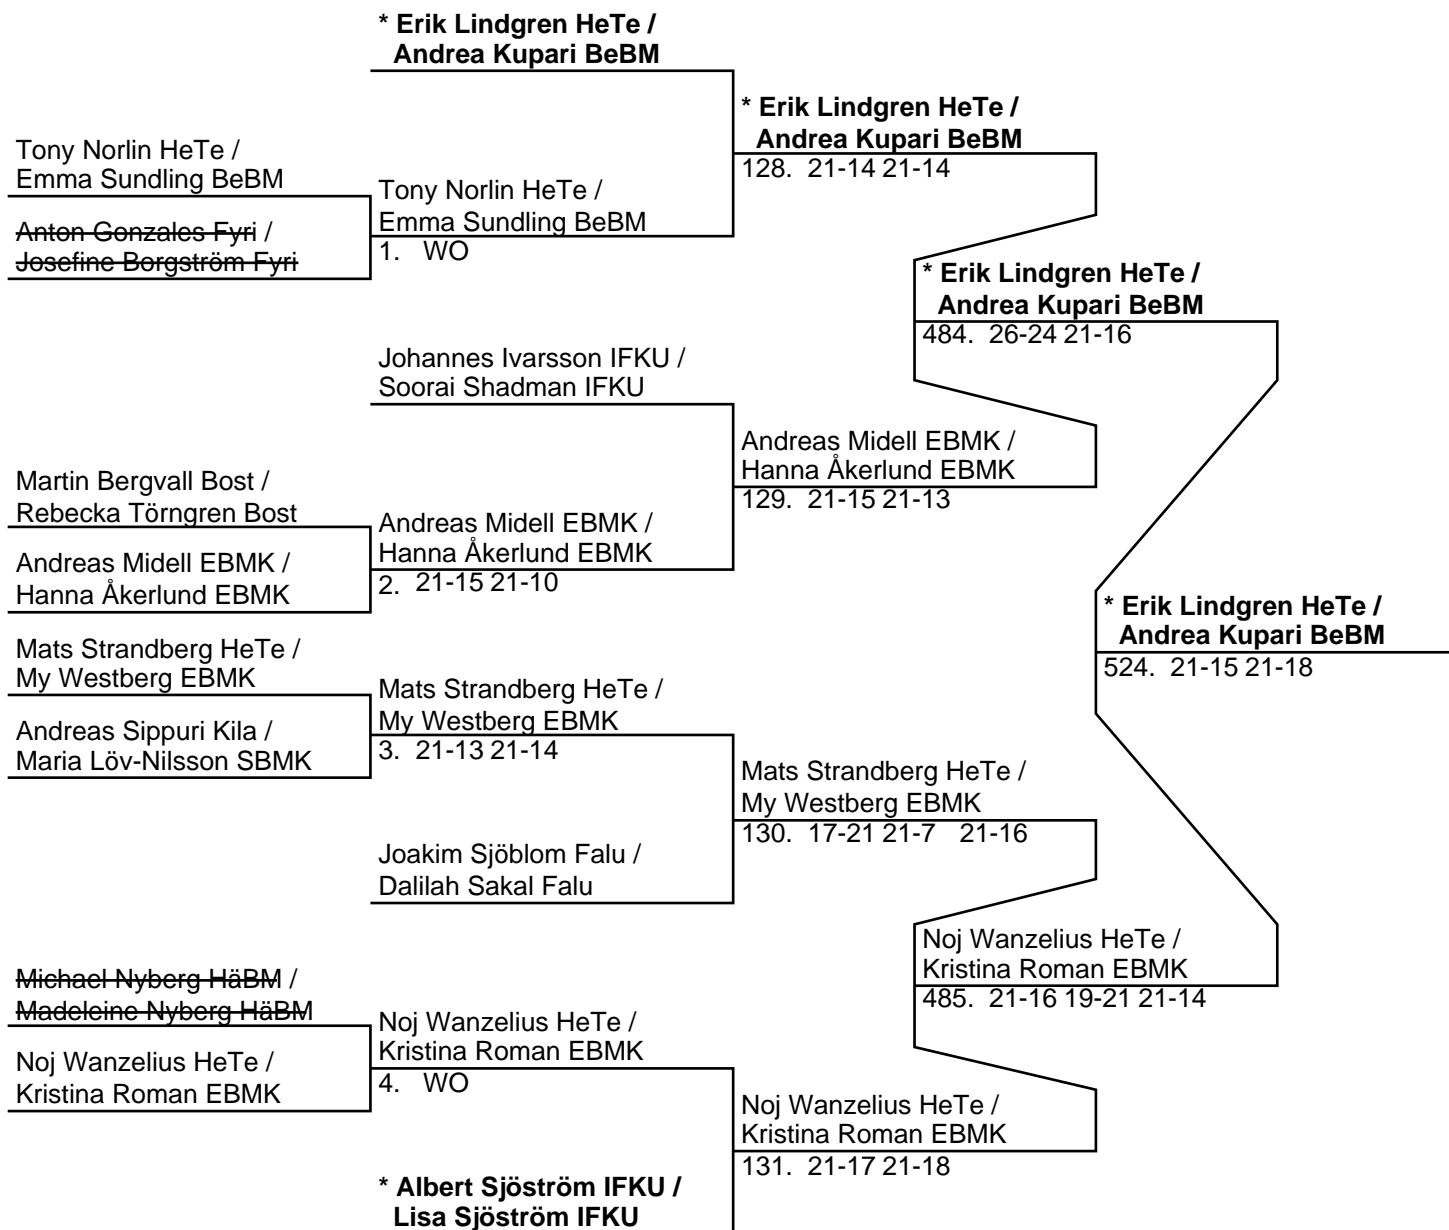 * Erik Lindgren HeTe /
Andrea Kupari BeBM
* Erik Lindgren HeTe /
Andrea Kupari BeBM
128. 21-14 21-14
Tony Norlin HeTe /
Emma Sundling BeBM
Anton Gonzales Fyri /
Josefine Borgström Fyri
Tony Norlin HeTe /
Emma Sundling BeBM
1. WO
* Erik Lindgren HeTe /
Andrea Kupari BeBM
484. 26-24 21-16
Johannes Ivarsson IFKU /
Soorai Shadman IFKU
Andreas Midell EBMK /
Hanna Åkerlund EBMK
129. 21-15 21-13
Martin Bergvall Bost /
Rebecka Törngren Bost
Andreas Midell EBMK /
Hanna Åkerlund EBMK
Andreas Midell EBMK /
Hanna Åkerlund EBMK
2. 21-15 21-10
* Erik Lindgren HeTe /
Andrea Kupari BeBM
524. 21-15 21-18
Mats Strandberg HeTe /
My Westberg EBMK
Andreas Sippuri Kila /
Maria Löv-Nilsson SBMK
Mats Strandberg HeTe /
My Westberg EBMK
3. 21-13 21-14
Mats Strandberg HeTe /
My Westberg EBMK
130. 17-21 21-7 21-16
Joakim Sjöblom Falu /
Dalilah Sakal Falu
Noj Wanzelius HeTe /
Kristina Roman EBMK
485. 21-16 19-21 21-14
Michael Nyberg HäBM /
Madeleine Nyberg HäBM
Noj Wanzelius HeTe /
Kristina Roman EBMK
Noj Wanzelius HeTe /
Kristina Roman EBMK
4. WO
Noj Wanzelius HeTe /
Kristina Roman EBMK
131. 21-17 21-18
* Albert Sjöström IFKU /
Lisa Sjöström IFKU